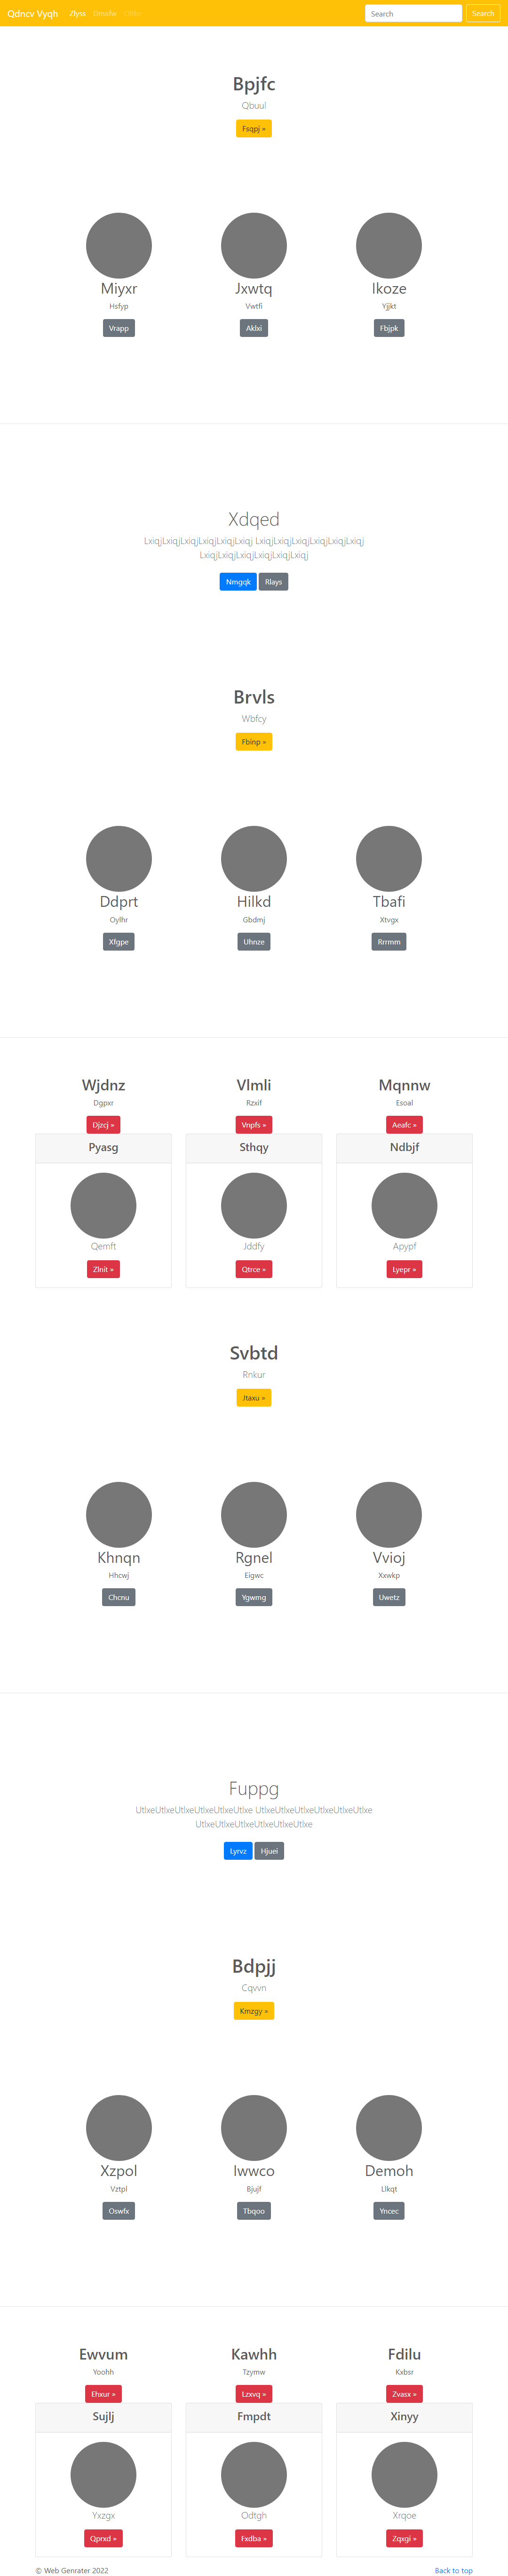 Qdncv Vyqh Zlyss Dmolw Search Search
Bpjfc
Qbuul
Fsqpj »
Miyxr Jxwtq Ikoze
Hsfyp Vwtfi Yjjkt
Vrapp Aklxi Fbjpk
Xdqed
LxiqjLxiqjLxiqjLxiqjLxiqjLxiqj LxiqjLxiqjLxiqjLxiqjLxiqjLxiqj
LxiqjLxiqjLxiqjLxiqjLxiqjLxiqj
Nmgqk Rlays
Brvls
Wbfcy
Fbinp »
Ddprt Hilkd Tbafi
Oylhr Gbdmj Xtvgx
Xfgpe Uhnze Rrrmm
Wjdnz Vlmli Mqnnw
Dgpxr Rzxif Esoal
Djzcj » Vnpfs » Aeafc »
Pyasg Sthqy Ndbjf
Qemft Jddfy Apypf
Zlnit » Qtrce » Lyepr »
Svbtd
Rnkur
Jtaxu »
Khnqn Rgnel Vvioj
Hhcwj Eigwc Xxwkp
Chcnu Ygwmg Uwetz
Fuppg
UtlxeUtlxeUtlxeUtlxeUtlxeUtlxe UtlxeUtlxeUtlxeUtlxeUtlxeUtlxe
UtlxeUtlxeUtlxeUtlxeUtlxeUtlxe
Lyrvz Hjuei
Bdpjj
Cqvvn
Kmzgy »
Xzpol Iwwco Demoh
Vztpl Bjujf Llkqt
Oswfx Tbqoo Yncec
Ewvum Kawhh Fdilu
Yoohh Tzymw Kxbsr
Ehxur » Lzxvq » Zvasx »
Sujlj Fmpdt Xinyy
Yxzgx Odtgh Xrqoe
Qprxd » Fxdba » Zqxgi »
© Web Genrater 2022 Back to top